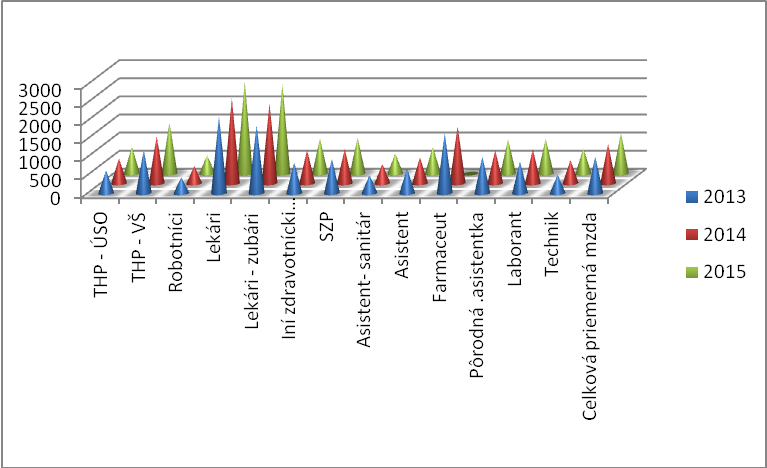 3000
2500
2000
1500
1000
500
0
THP - ÚSO
THP - VŠ
Robotníci
Lekári
Lekári - zubári
Iní zdravotnícki...
SZP
Asistent- sanitár
Asistent
Farmaceut
Pôrodná .asistentka
Laborant
Technik
Celková priemerná mzda
2013
2014
2015